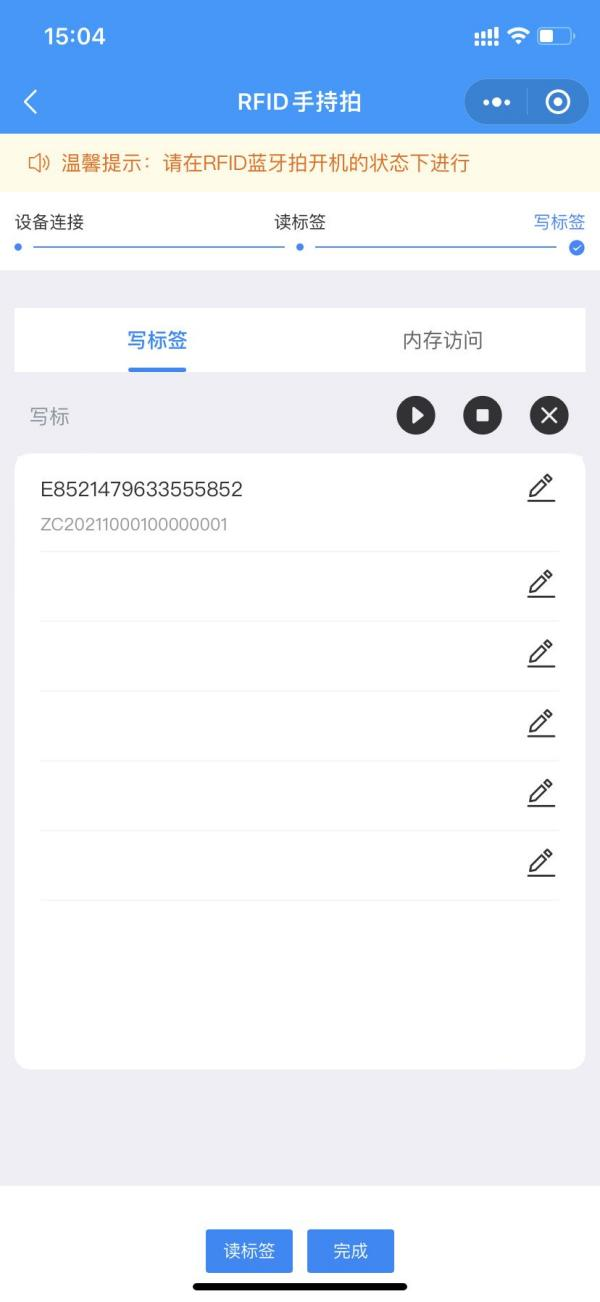 15:04
RFID手持拍
温馨提示：请在RFID蓝牙拍开机的状态下进行
设备连接 读标签 写标签
写标签 内存访问
写标
E8521479633555852
ZC20211000100000001
读标签 完成